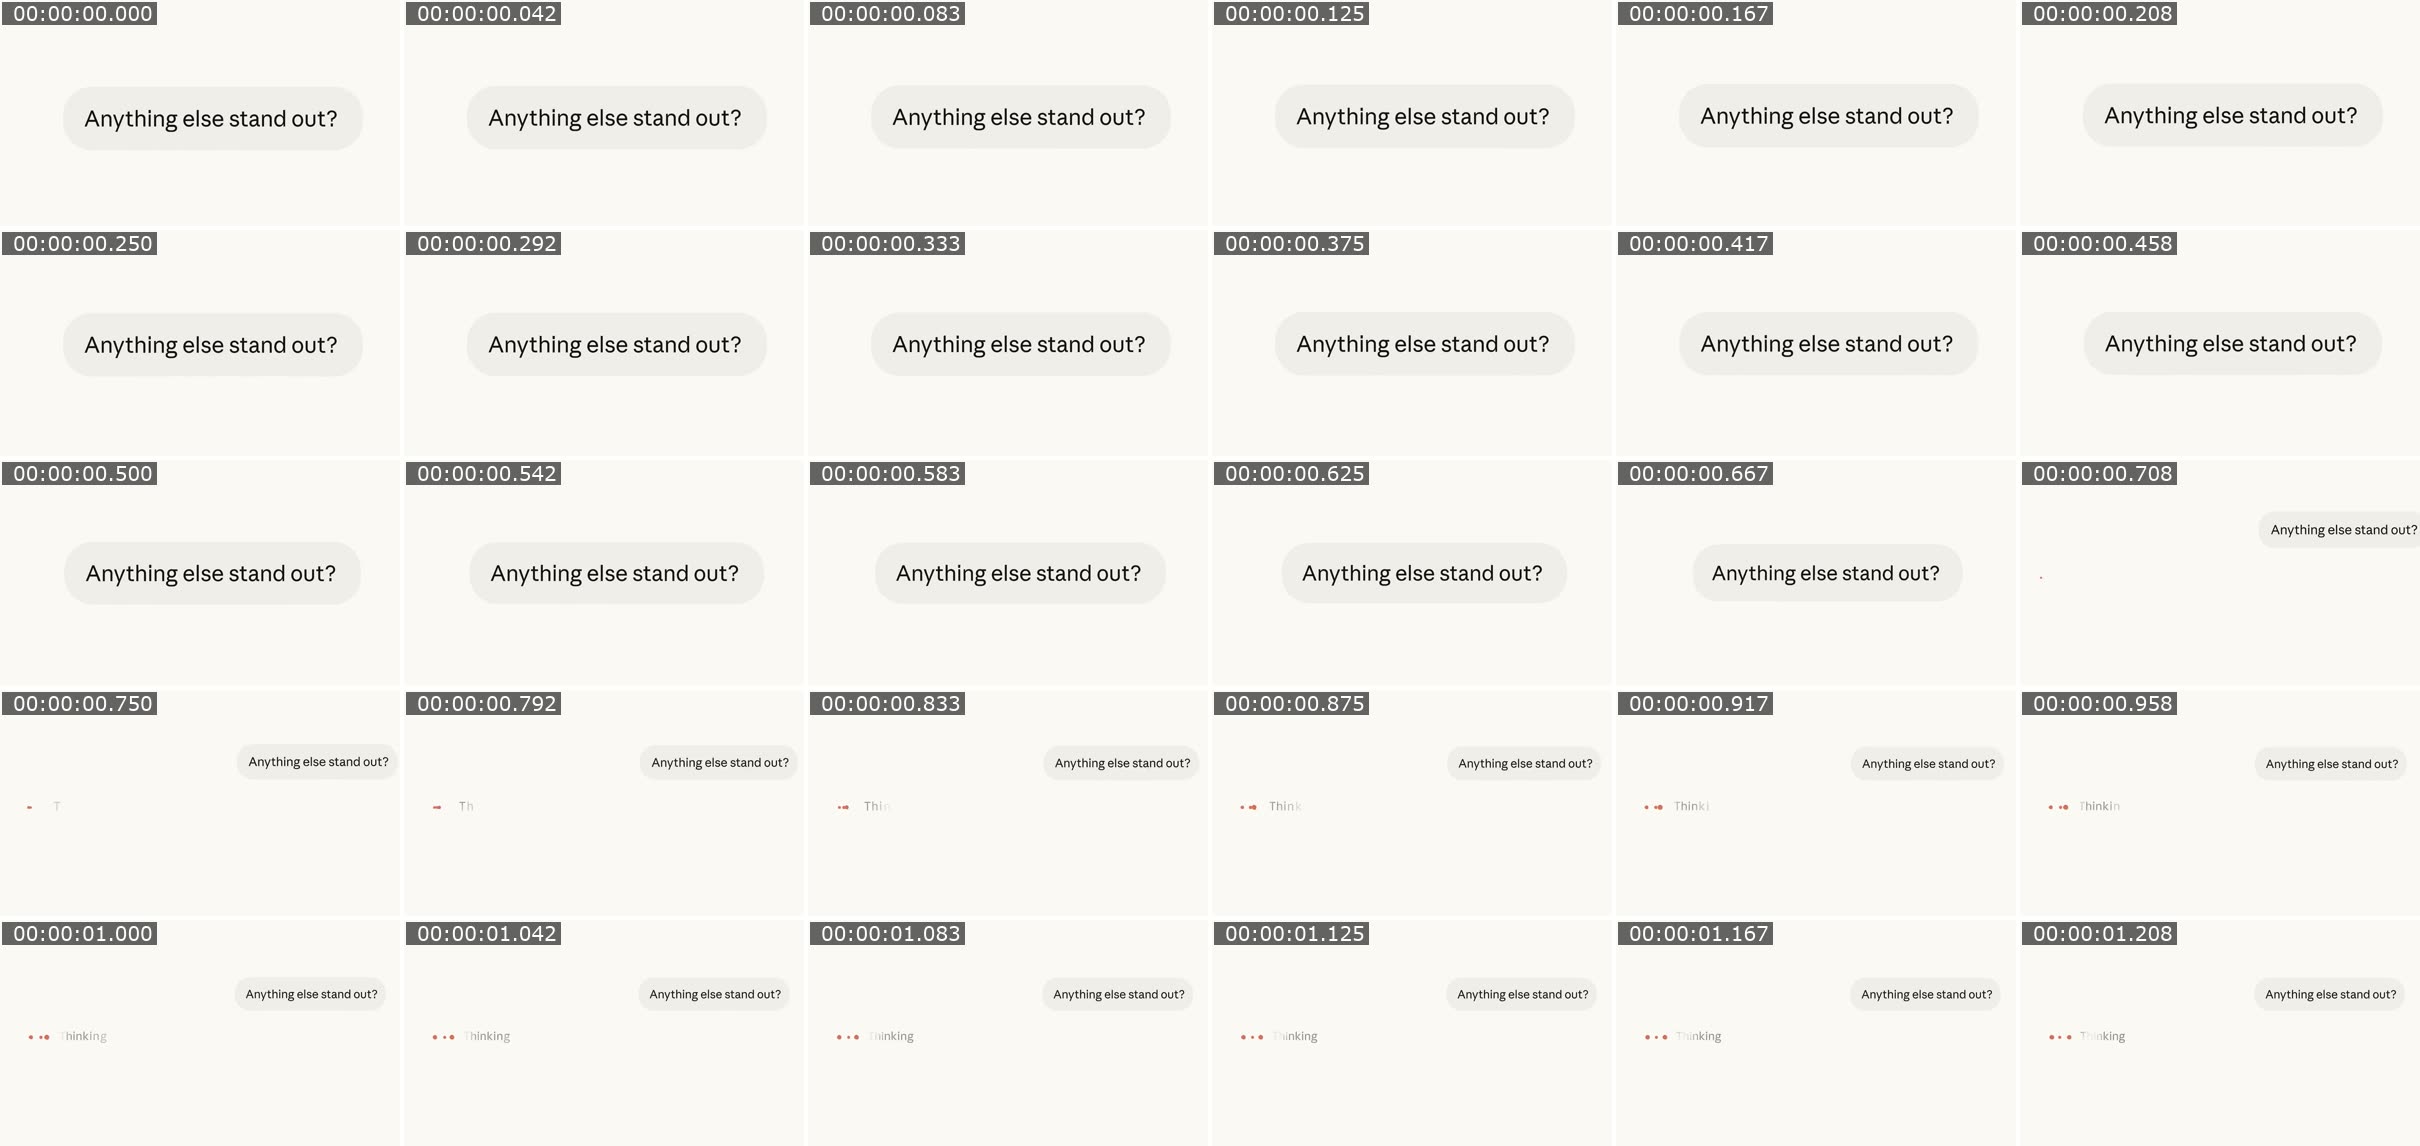 00:00:00.000 00:00:00.042 00:00:00.083 00:00:00.125 00:00:00.167 00:00:00.208
Anything else stand out? Anything else stand out? Anything else stand out? Anything else stand out? Anything else stand out? Anything else stand out?
00:00:00.250 00:00:00.292 00:00:00.333 00:00:00.375 00:00:00.417 00:00:00.458
Anything else stand out? Anything else stand out? Anything else stand out? Anything else stand out? Anything else stand out? Anything else stand out?
00:00:00.500 00:00:00.542 00:00:00.583 00:00:00.625 00:00:00.667 00:00:00.708
Anything else stand out?
Anything else stand out? Anything else stand out? Anything else stand out? Anything else stand out? Anything else stand out?
00:00:00.750 00:00:00.792 00:00:00.833 00:00:00.875 00:00:00.917 00:00:00.958
Anything else stand out? Anything else stand out? Anything else stand out? Anything else stand out? Anything else stand out? Anything else stand out?
T Th Thin Think Thinki Thinkin
00:00:01.000 00:00:01.042 00:00:01.083 00:00:01.125 00:00:01.167 00:00:01.208
Anything else stand out? Anything else stand out? Anything else stand out? Anything else stand out? Anything else stand out? Anything else stand out?
Thinking Thinking Thinking Thinking Thinking Thinking